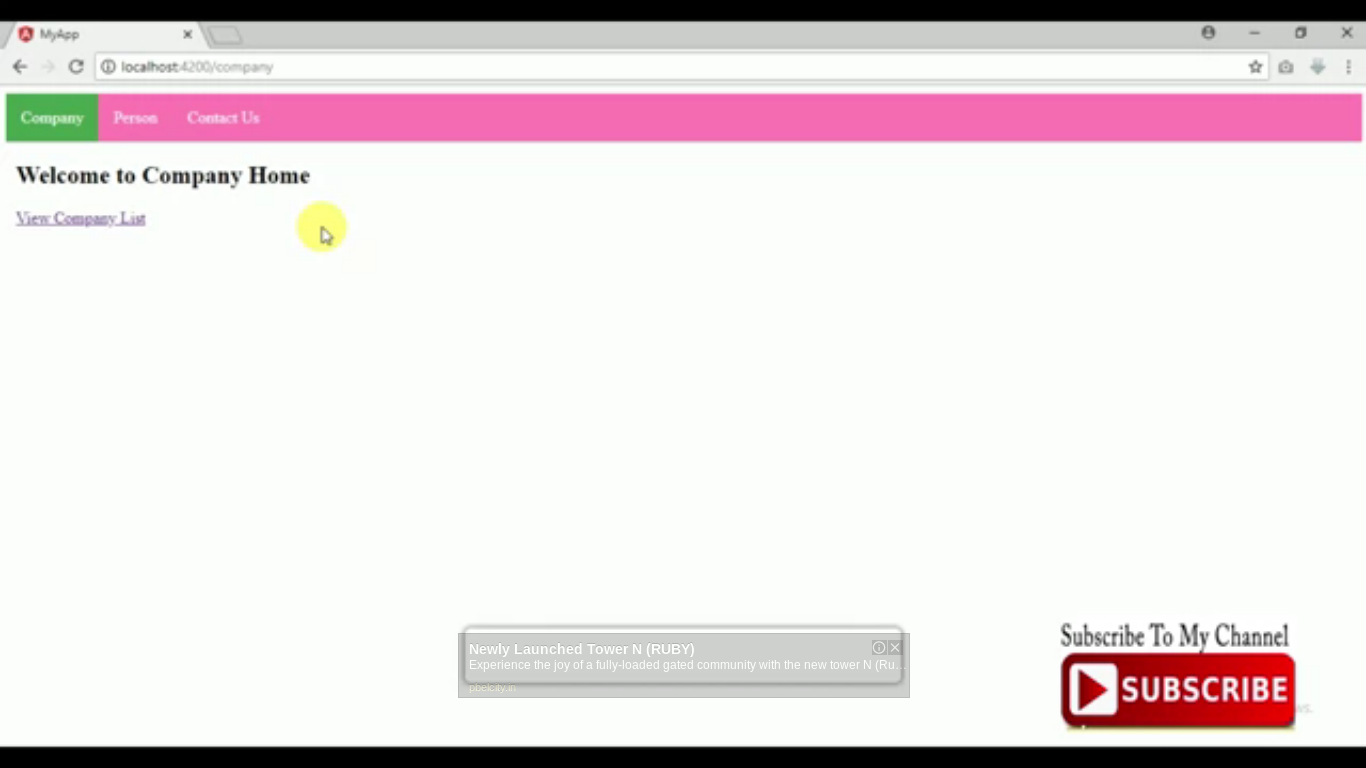 MyApp
localhost:4200/company
Company Person Contact Us
Welcome to Company Home
View Company List
Newly Launched Tower N (RUBY)
Experience the joy of a fully-loaded gated community with the new tower N (Ru...
pbelcity.in
Subscribe To My Channel
SUBSCRIBE